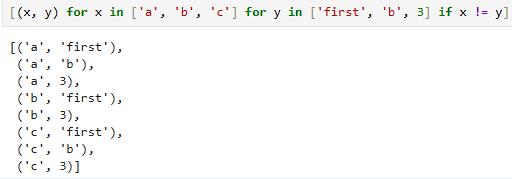 [(x, y) for x in ['a', 'b', 'c'] for y in ['first', 'b', 3] if x != y]
[('a', 'first'),
 ('a', 'b'),
 ('a', 3),
 ('b', 'first'),
 ('b', 3),
 ('c', 'first'),
 ('c', 'b'),
 ('c', 3)]